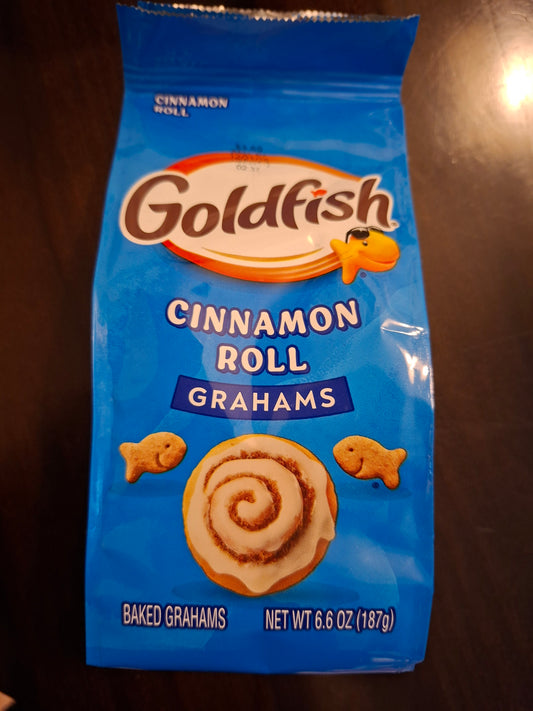 CINNAMON
ROLL
Goldfish®
CINNAMON
ROLL
GRAHAMS
®
BAKED GRAHAMS NET WT 6.6 OZ (187g)